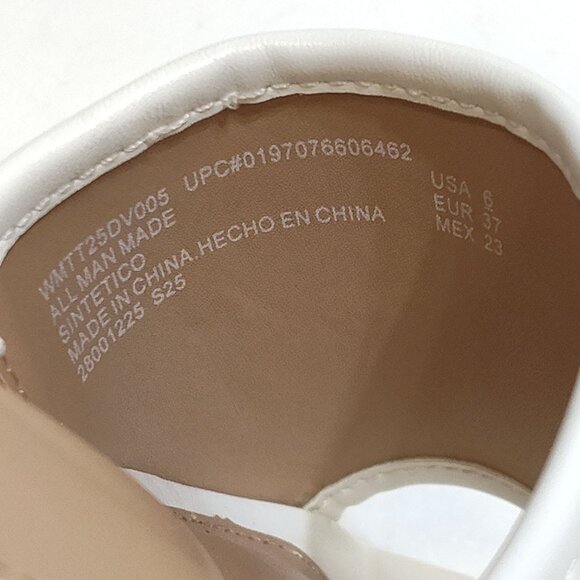 WMTT25DV005 UPC#0197076606462
ALL MAN MADE
SINTETICO
MADE IN CHINA.HECHO EN CHINA
28001225 S25
USA 6
EUR 37
MEX 23